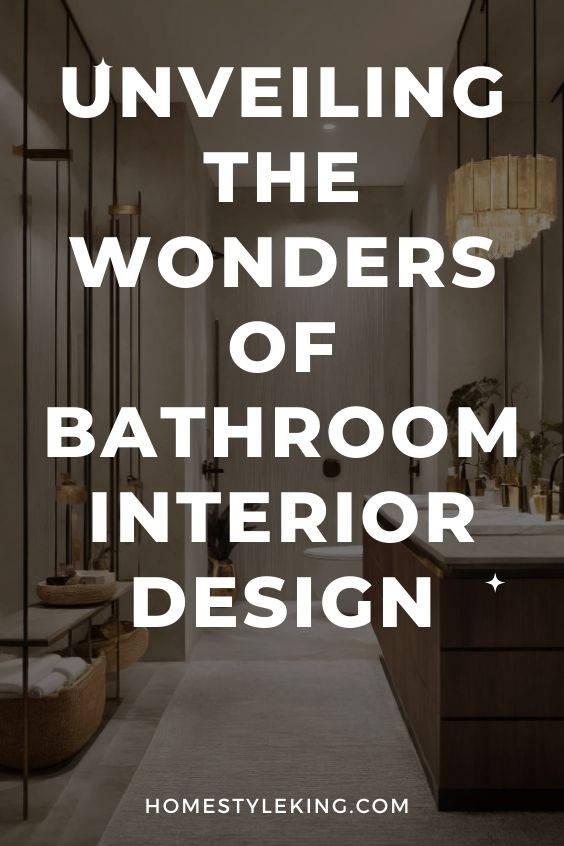 UNVEILING
THE
WONDERS
OF
BATHROOM
INTERIOR
DESIGN
HOMESTYLEKING.COM